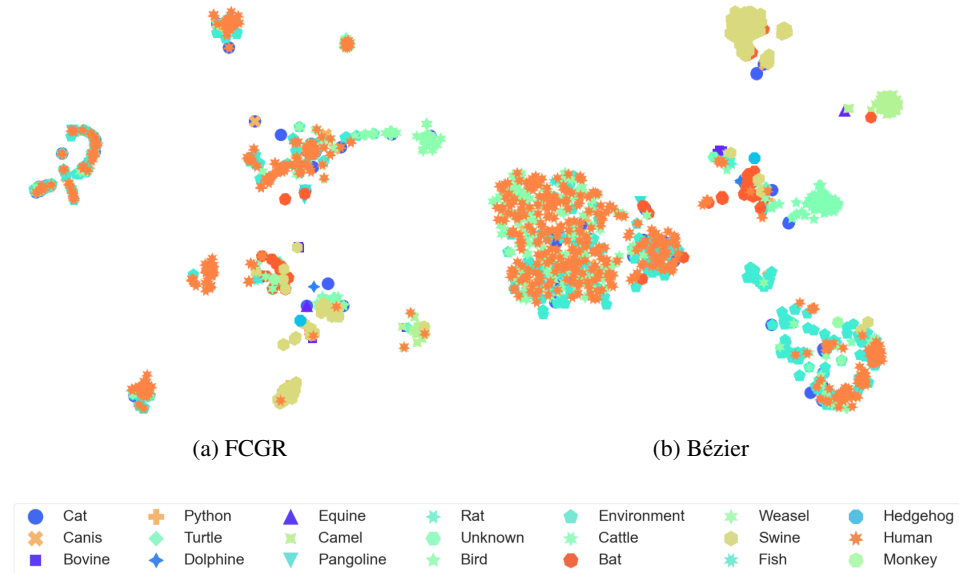 (a) FCGR
(b) Bézier
Cat Python Equine Rat Environment Weasel Hedgehog
Canis Turtle Camel Unknown Cattle Swine Human
Bovine Dolphine Pangoline Bird Bat Fish Monkey